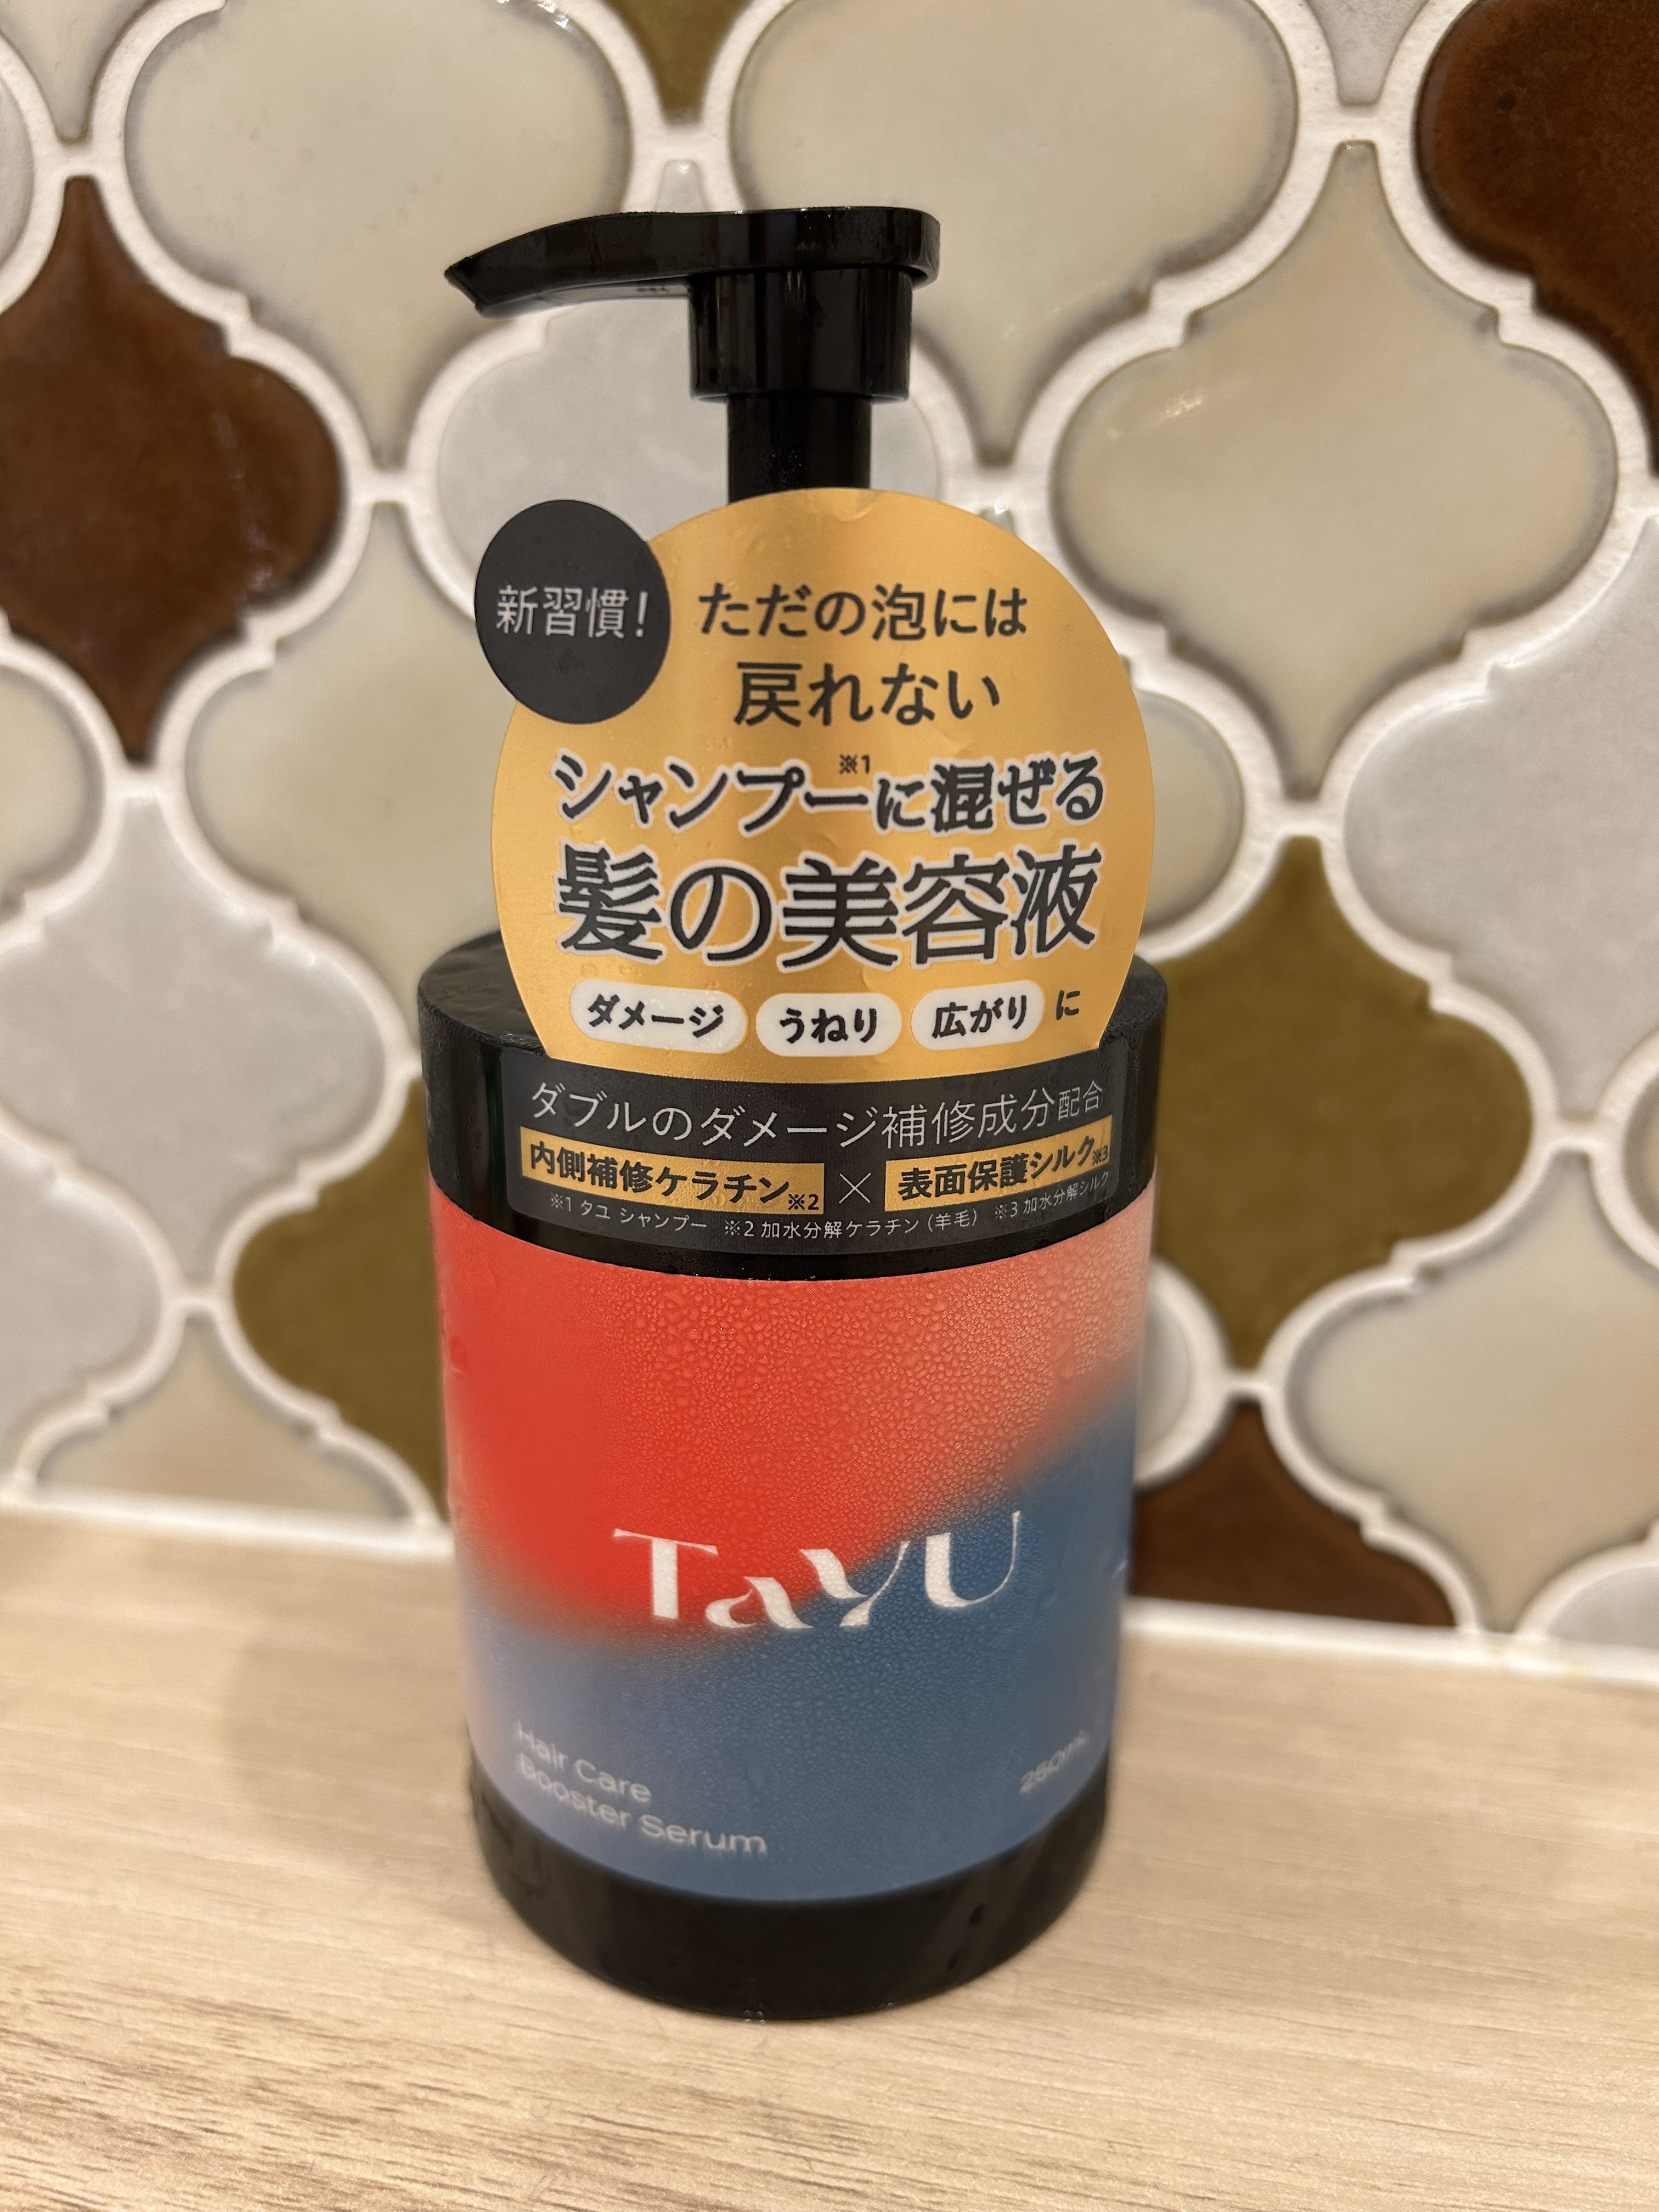 新習慣!
ただの泡には
戻れない
シャンプー※1に混ぜる
髪の美容液
ダメージ うねり 広がり に
ダブルのダメージ補修成分配合
内側補修ケラチン※2 × 表面保護シルク※3
※1 タユ シャンプー ※2 加水分解ケラチン（羊毛） ※3 加水分解シルク
TaYU
Hair Care
Booster Serum
250mL